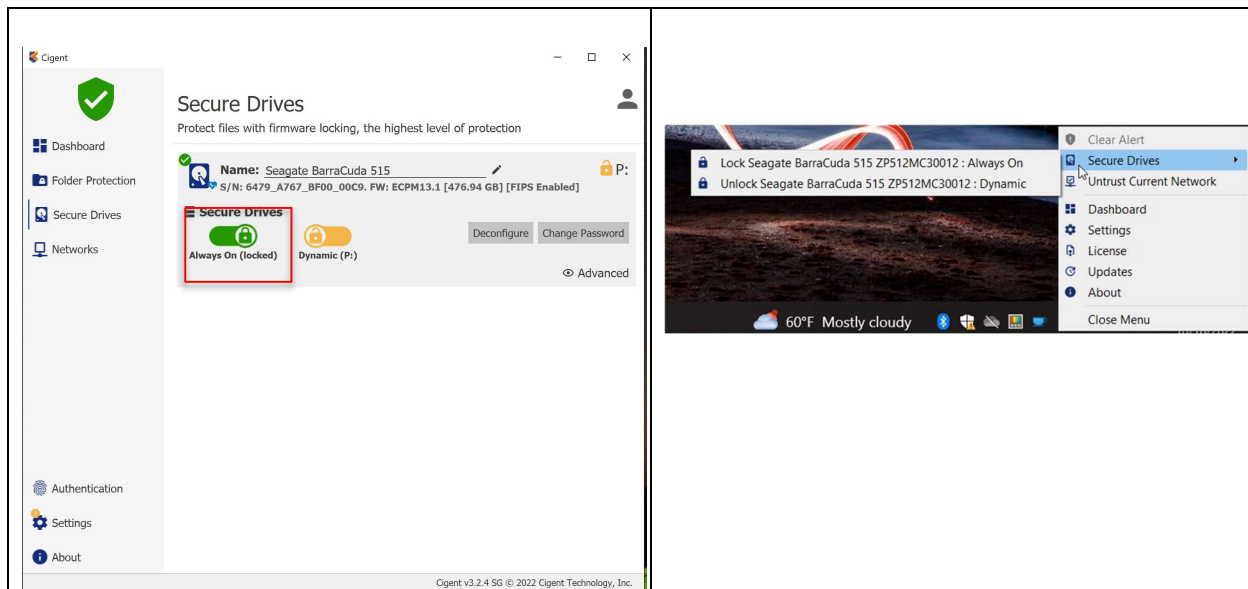 Cigent
Secure Drives
Protect files with firmware locking, the highest level of protection
Dashboard
Folder Protection
Secure Drives
Networks
Name: Seagate BarraCuda 515
P:
S/N: 6479_A767_BF00_00C9. FW: ECPM13.1 [476.94 GB] [FIPS Enabled]
Secure Drives
Always On (locked)
Dynamic (P:)
Deconfigure
Change Password
Advanced
Authentication
Settings
About
Cigent v3.2.4 SG © 2022 Cigent Technology, Inc.
Lock Seagate BarraCuda 515 ZP512MC30012 : Always On
Unlock Seagate BarraCuda 515 ZP512MC30012 : Dynamic
Clear Alert
Secure Drives
Untrust Current Network
Dashboard
Settings
License
Updates
About
Close Menu
60°F Mostly cloudy